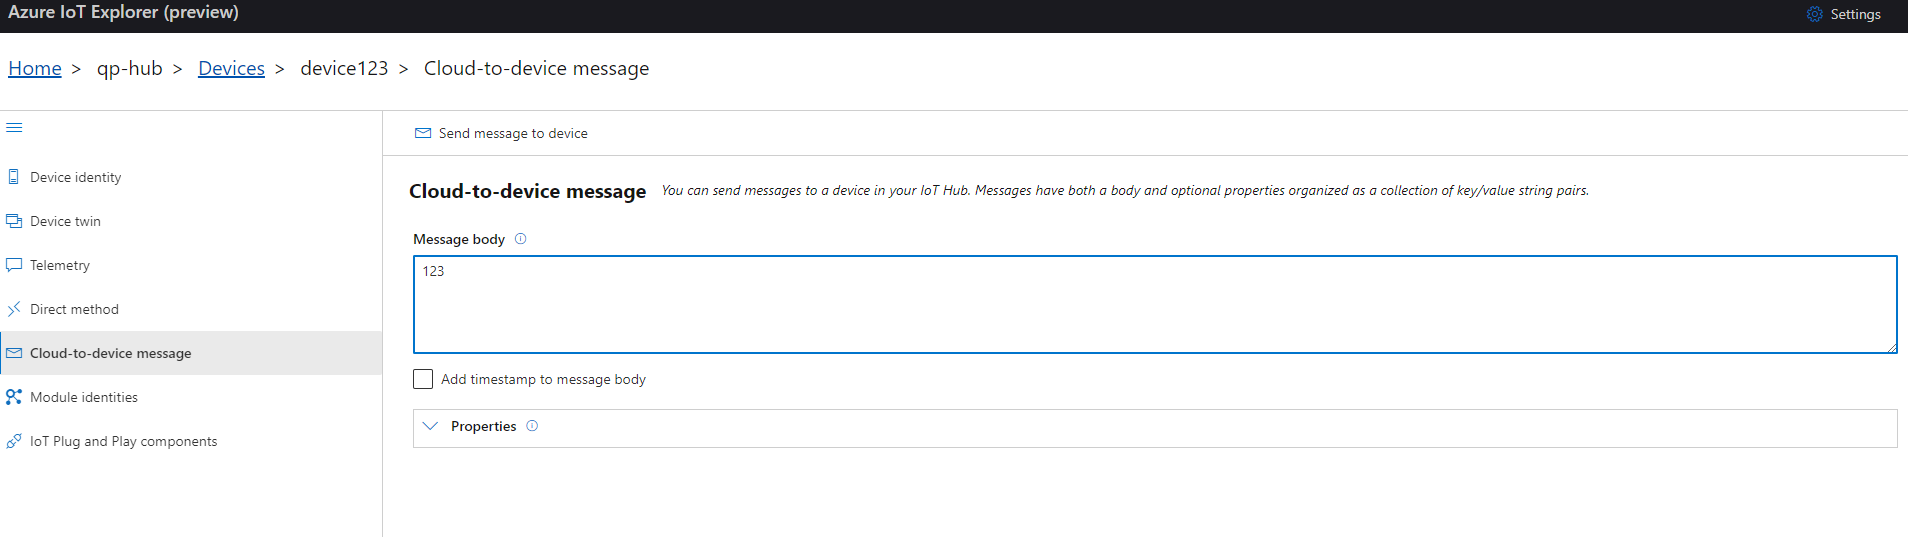 Azure IoT Explorer (preview)
Settings
Home > qp-hub > Devices > device123 > Cloud-to-device message
Device identity
Device twin
Telemetry
Direct method
Cloud-to-device message
Module identities
IoT Plug and Play components
Send message to device
Cloud-to-device message You can send messages to a device in your IoT Hub. Messages have both a body and optional properties organized as a collection of key/value string pairs.
Message body
123
Add timestamp to message body
Properties